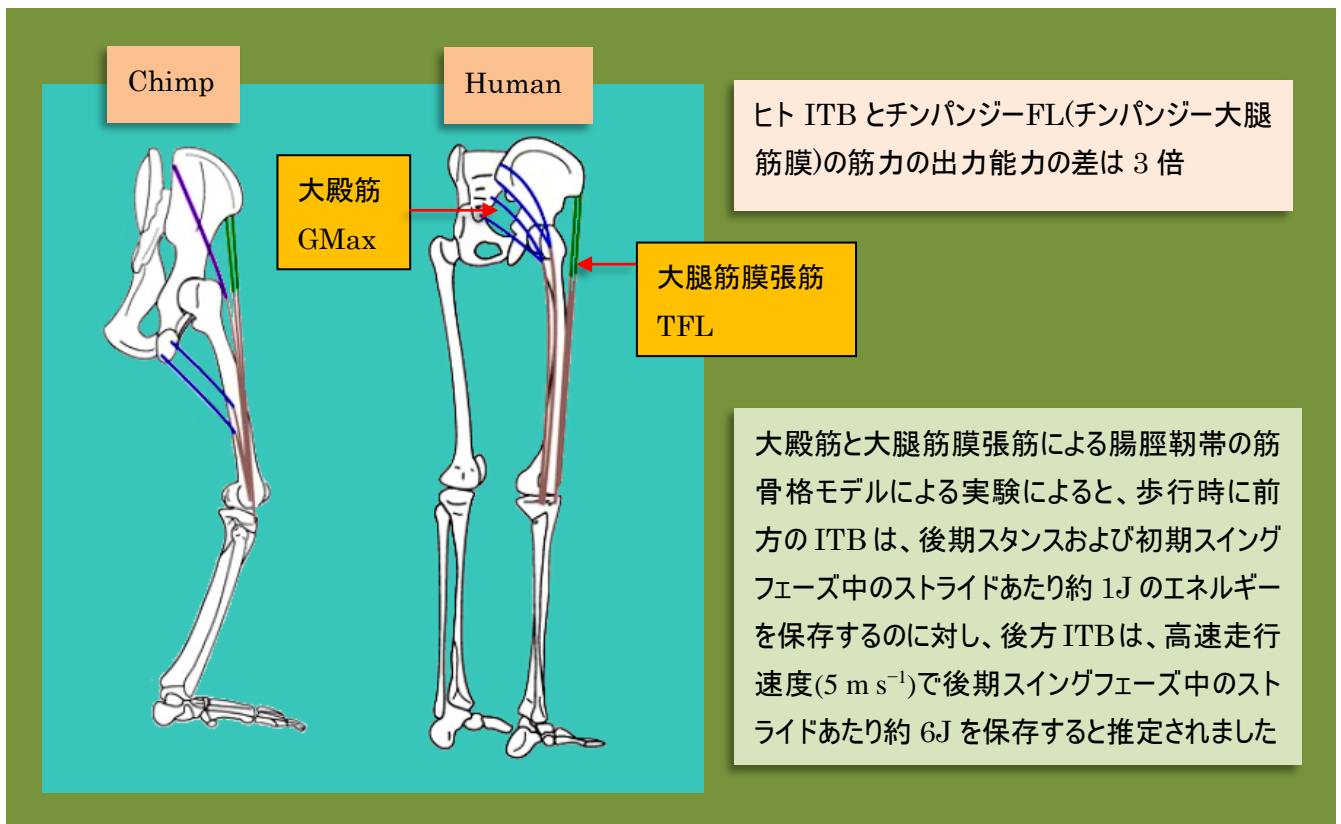 Chimp
Human
大殿筋
GMax
大腿筋膜張筋
TFL
ヒト ITB とチンパンジーFL(チンパンジー大腿
筋膜)の筋力の出力能力の差は 3 倍
大殿筋と大腿筋膜張筋による腸脛靭帯の筋
骨格モデルによる実験によると、歩行時に前
方の ITB は、後期スタンスおよび初期スイング
フェーズ中のストライドあたり約 1J のエネルギー
を保存するのに対し、後方 ITB は、高速走行
速度(5 m s⁻¹)で後期スイングフェーズ中のスト
ライドあたり約 6J を保存すると推定されました